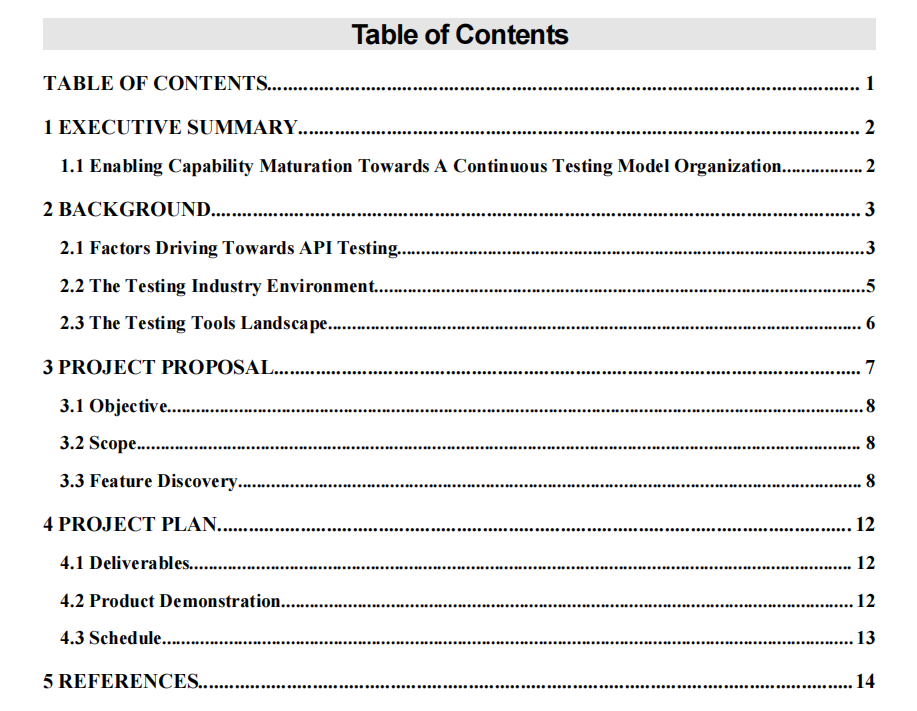 Table of Contents
TABLE OF CONTENTS.......................................................................................................... 1
1 EXECUTIVE SUMMARY.................................................................................................... 2
1.1 Enabling Capability Maturation Towards A Continuous Testing Model Organization................. 2
2 BACKGROUND.................................................................................................................... 3
2.1 Factors Driving Towards API Testing....................................................................................3
2.2 The Testing Industry Environment.........................................................................................5
2.3 The Testing Tools Landscape................................................................................................. 6
3 PROJECT PROPOSAL......................................................................................................... 7
3.1 Objective..................................................................................................................................8
3.2 Scope....................................................................................................................................... 8
3.3 Feature Discovery................................................................................................................... 8
4 PROJECT PLAN................................................................................................................. 12
4.1 Deliverables........................................................................................................................... 12
4.2 Product Demonstration......................................................................................................... 12
4.3 Schedule................................................................................................................................. 13
5 REFERENCES..................................................................................................................... 14